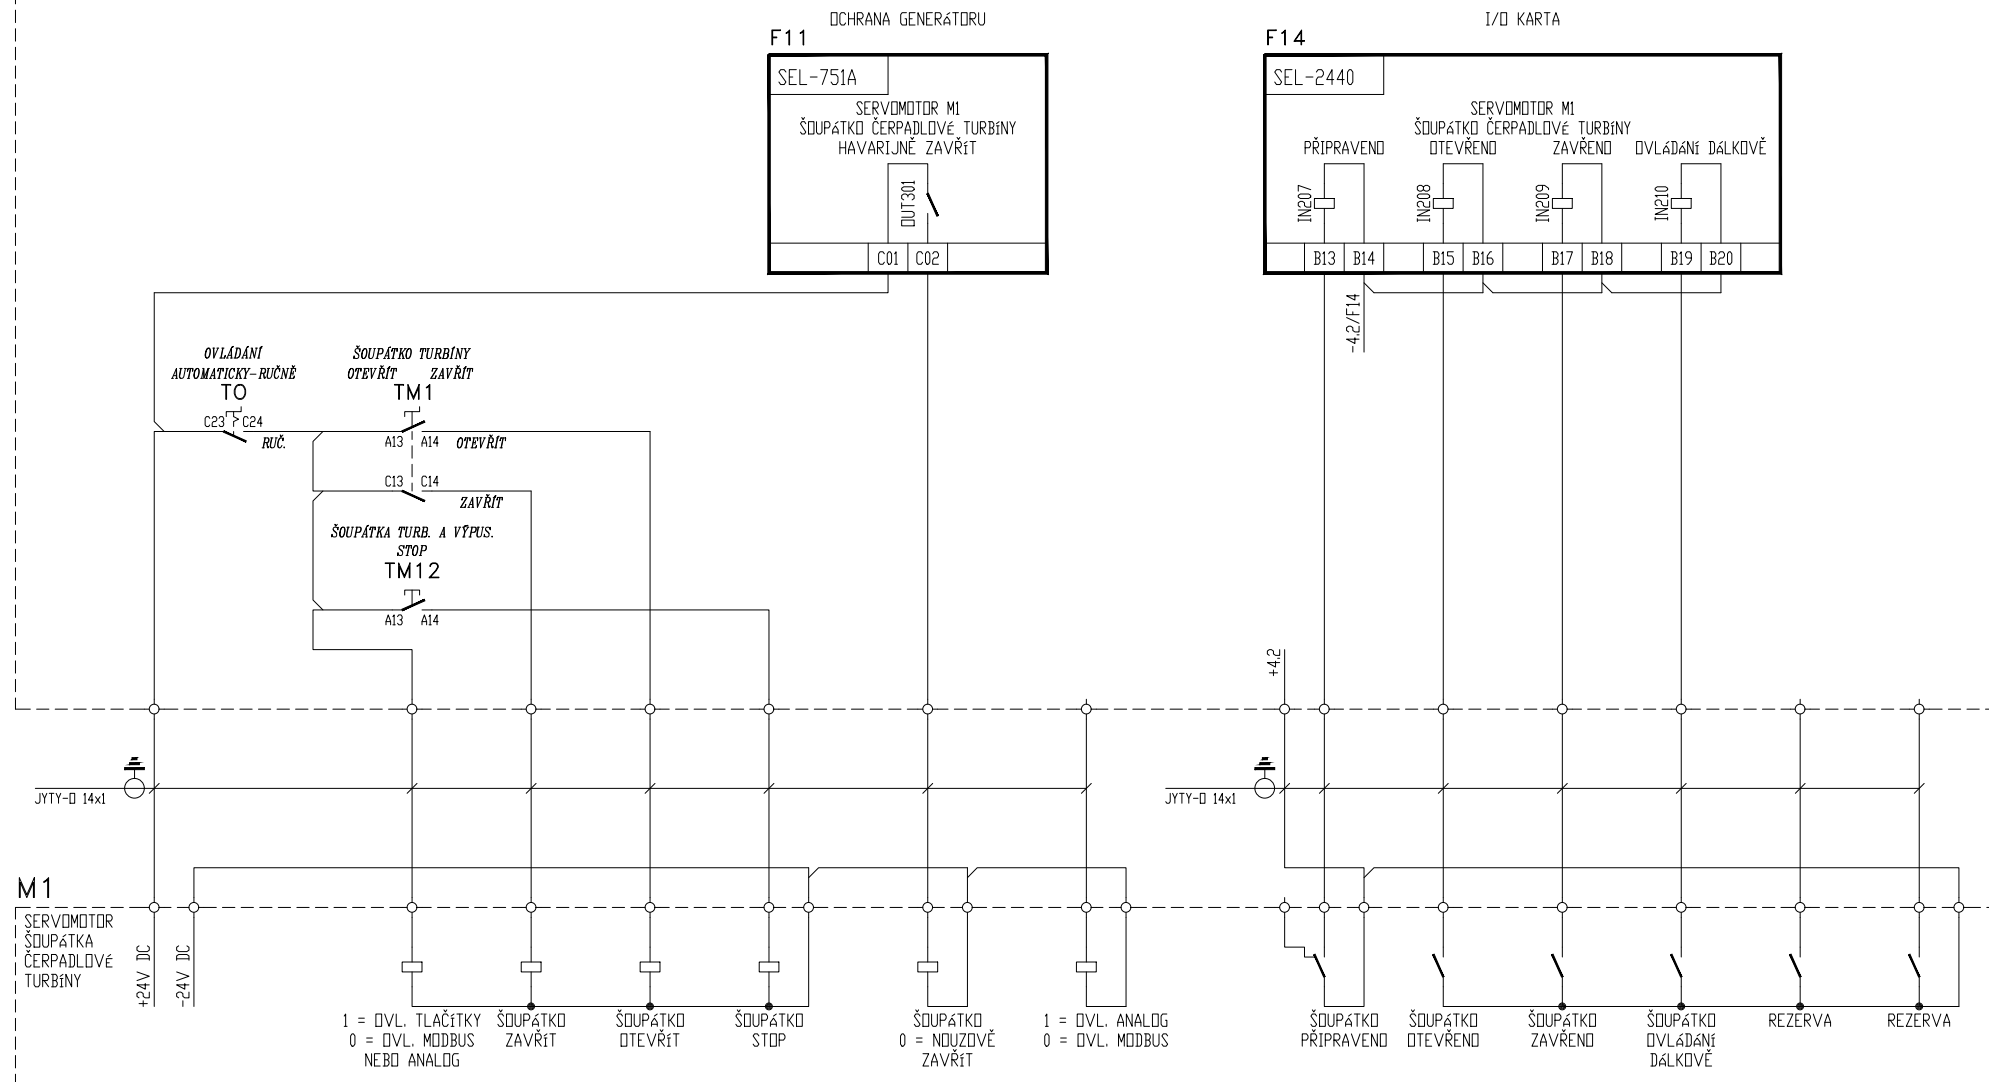 OCHRANA GENERÁTORU
F11
SEL-751A
SERVOMOTOR M1
ŠOUPÁTKO ČERPADLOVÉ TURBÍNY
HAVARIJNĚ ZAVŘÍT
OUT301
C01 C02
I/O KARTA
F14
SEL-2440
SERVOMOTOR M1
ŠOUPÁTKO ČERPADLOVÉ TURBÍNY
PŘIPRAVENO OTEVŘENO ZAVŘENO OVLÁDÁNÍ DÁLKOVĚ
IN207 IN208 IN209 IN210
B13 B14 B15 B16 B17 B18 B19 B20
-4.2/F14
OVLÁDÁNÍ
AUTOMATICKY-RUČNĚ
TO
C23 C24
RUČ.
ŠOUPÁTKO TURBÍNY
OTEVŘÍT ZAVŘÍT
TM1
A13 A14 OTEVŘÍT
C13 C14
ZAVŘÍT
ŠOUPÁTKA TURB. A VÝPUS.
STOP
TM12
A13 A14
+4.2
JYTY-O 14x1
JYTY-O 14x1
M1
SERVOMOTOR
ŠOUPÁTKA
ČERPADLOVÉ
TURBÍNY
+24V DC
-24V DC
1 = OVL. TLAČÍTKY
0 = OVL. MODBUS
NEBO ANALOG
ŠOUPÁTKO
ZAVŘÍT
ŠOUPÁTKO
OTEVŘÍT
ŠOUPÁTKO
STOP
ŠOUPÁTKO
0 = NOUZOVĚ
ZAVŘÍT
1 = OVL. ANALOG
0 = OVL. MODBUS
ŠOUPÁTKO
PŘIPRAVENO
ŠOUPÁTKO
OTEVŘENO
ŠOUPÁTKO
ZAVŘENO
ŠOUPÁTKO
OVLÁDÁNÍ
DÁLKOVĚ
REZERVA
REZERVA